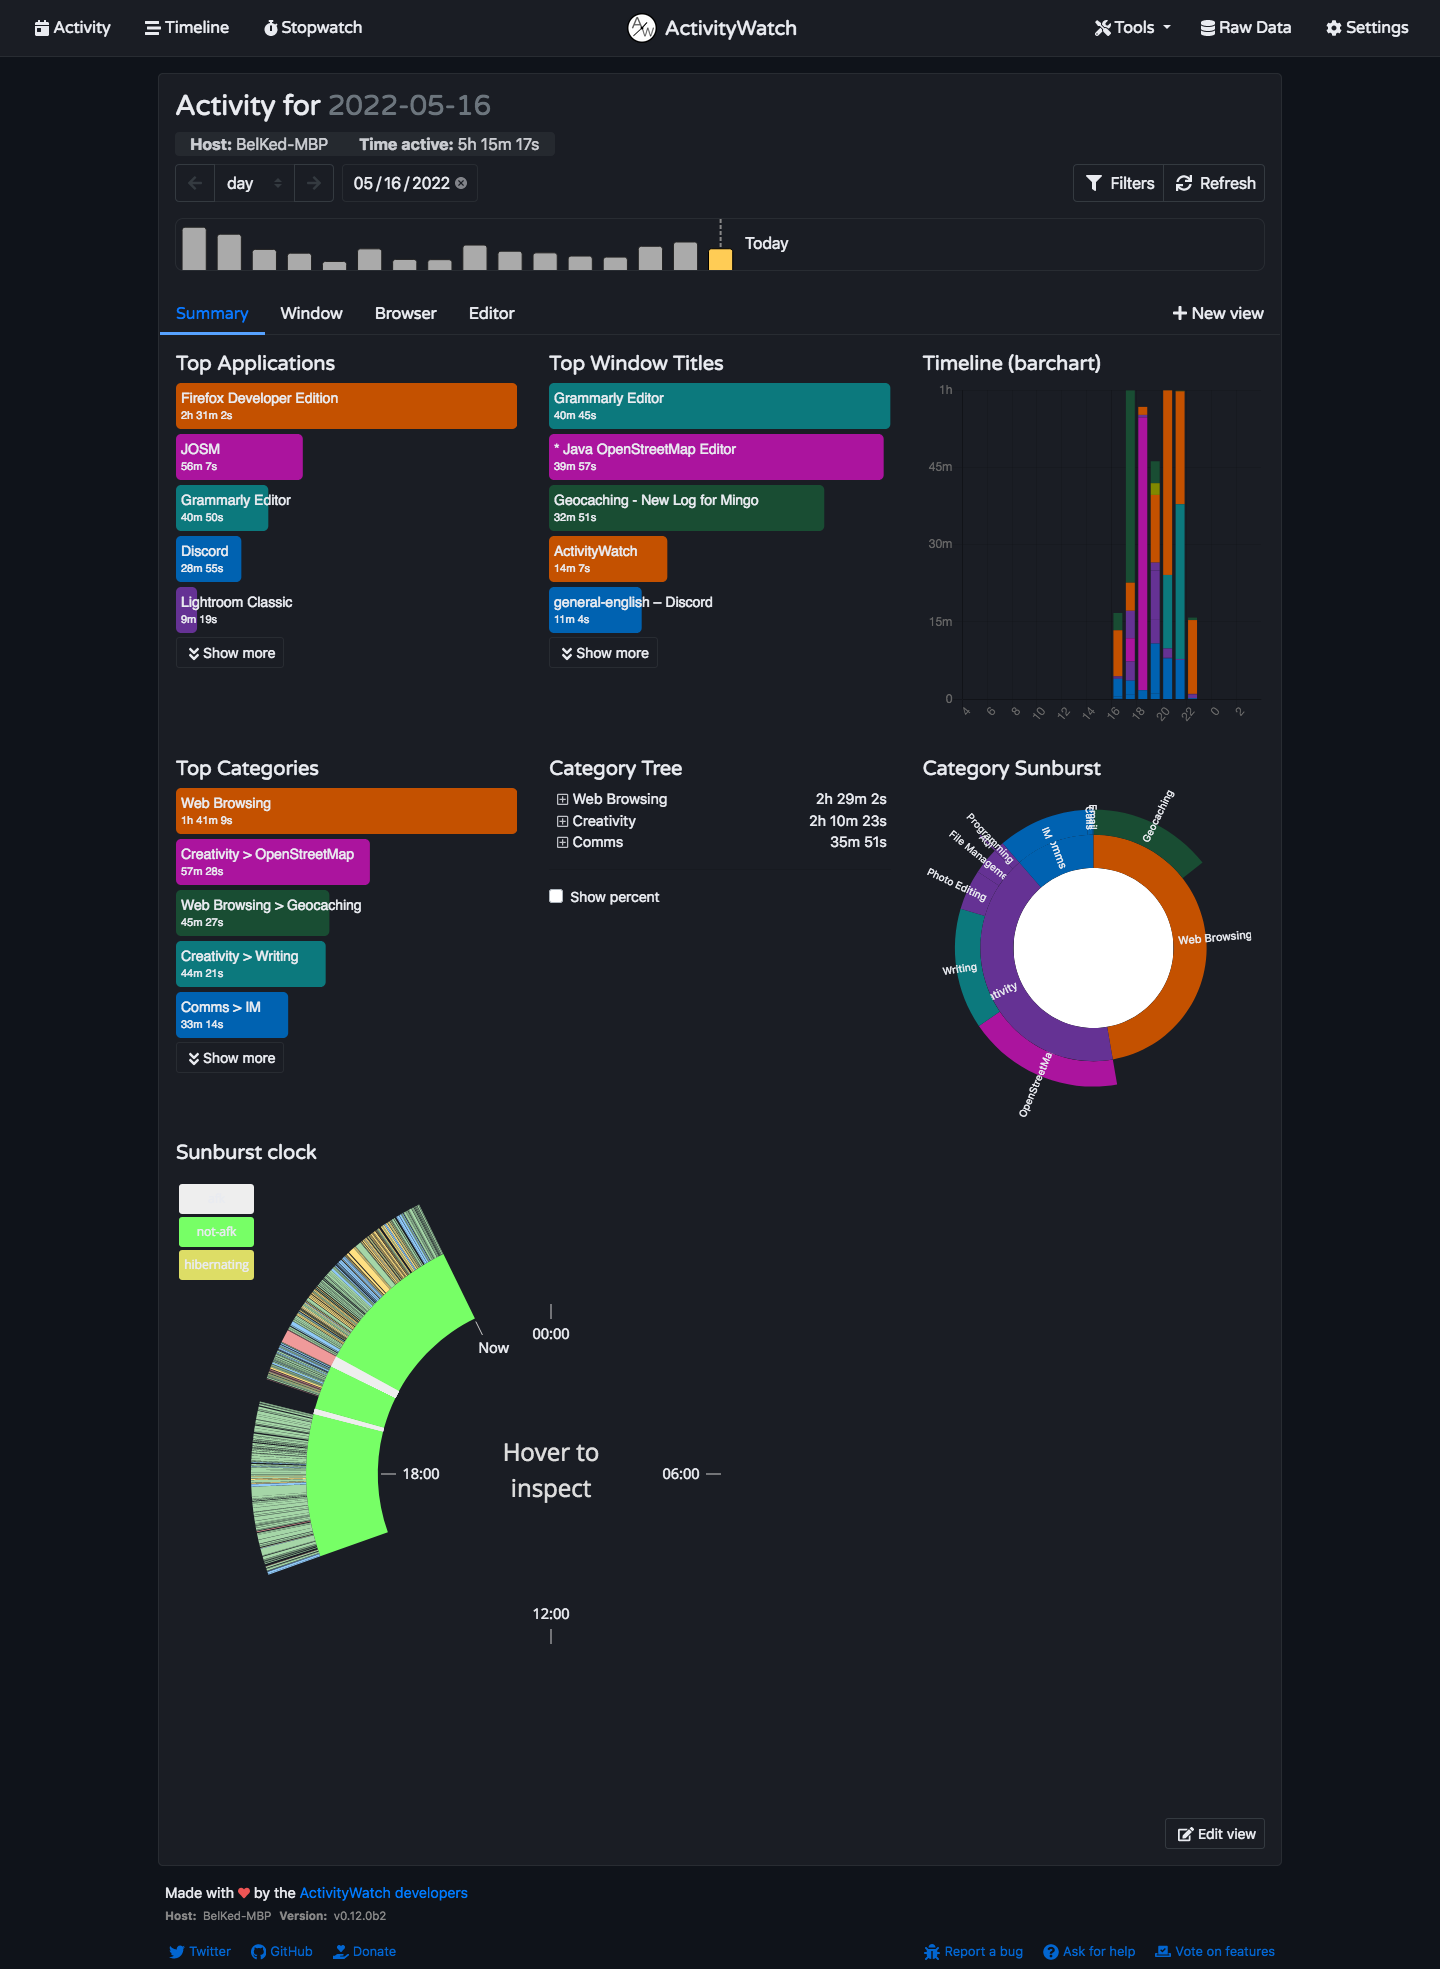 Activity
Timeline
Stopwatch
ActivityWatch
Tools
Raw Data
Settings
Activity for 2022-05-16
Host: BelKed-MBP Time active: 5h 15m 17s
day
05/16/2022
Filters
Refresh
Today
Summary
Window
Browser
Editor
New view
Top Applications
Firefox Developer Edition
2h 31m 2s
JOSM
56m 7s
Grammarly Editor
40m 50s
Discord
28m 55s
Lightroom Classic
9m 19s
Show more
Top Window Titles
Grammarly Editor
40m 45s
* Java OpenStreetMap Editor
39m 57s
Geocaching - New Log for Mingo
32m 51s
ActivityWatch
14m 7s
general-english – Discord
11m 4s
Show more
Timeline (barchart)
1h
45m
30m
15m
0
4 6 8 10 12 14 16 18 20 22 0 2
Top Categories
Web Browsing
1h 41m 9s
Creativity > OpenStreetMap
57m 28s
Web Browsing > Geocaching
45m 27s
Creativity > Writing
44m 21s
Comms > IM
33m 14s
Show more
Category Tree
Web Browsing 2h 29m 2s
Creativity 2h 10m 23s
Comms 35m 51s
Show percent
Category Sunburst
Geocaching
Web Browsing
IM
omms
Programming
File Manageme
Photo Editing
Writing
ativity
OpenStreetMa
Sunburst clock
not-afk
hibernating
Now
00:00
18:00
Hover to
inspect
06:00
12:00
Edit view
Made with ♥ by the ActivityWatch developers
Host: BelKed-MBP Version: v0.12.0b2
Twitter
GitHub
Donate
Report a bug
Ask for help
Vote on features